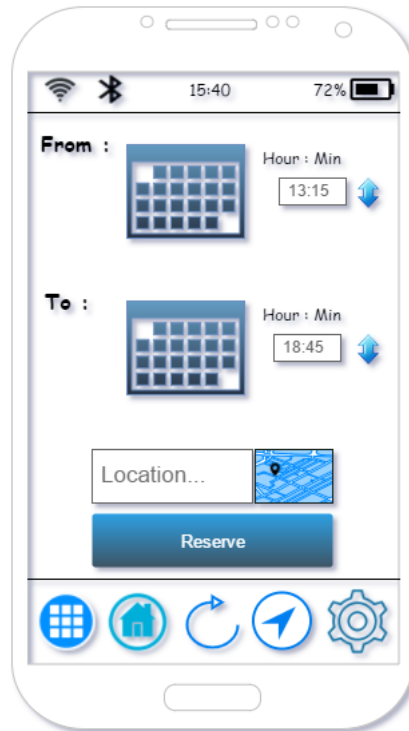 15:40 72%
From :
Hour : Min
13:15
To :
Hour : Min
18:45
Location...
Reserve